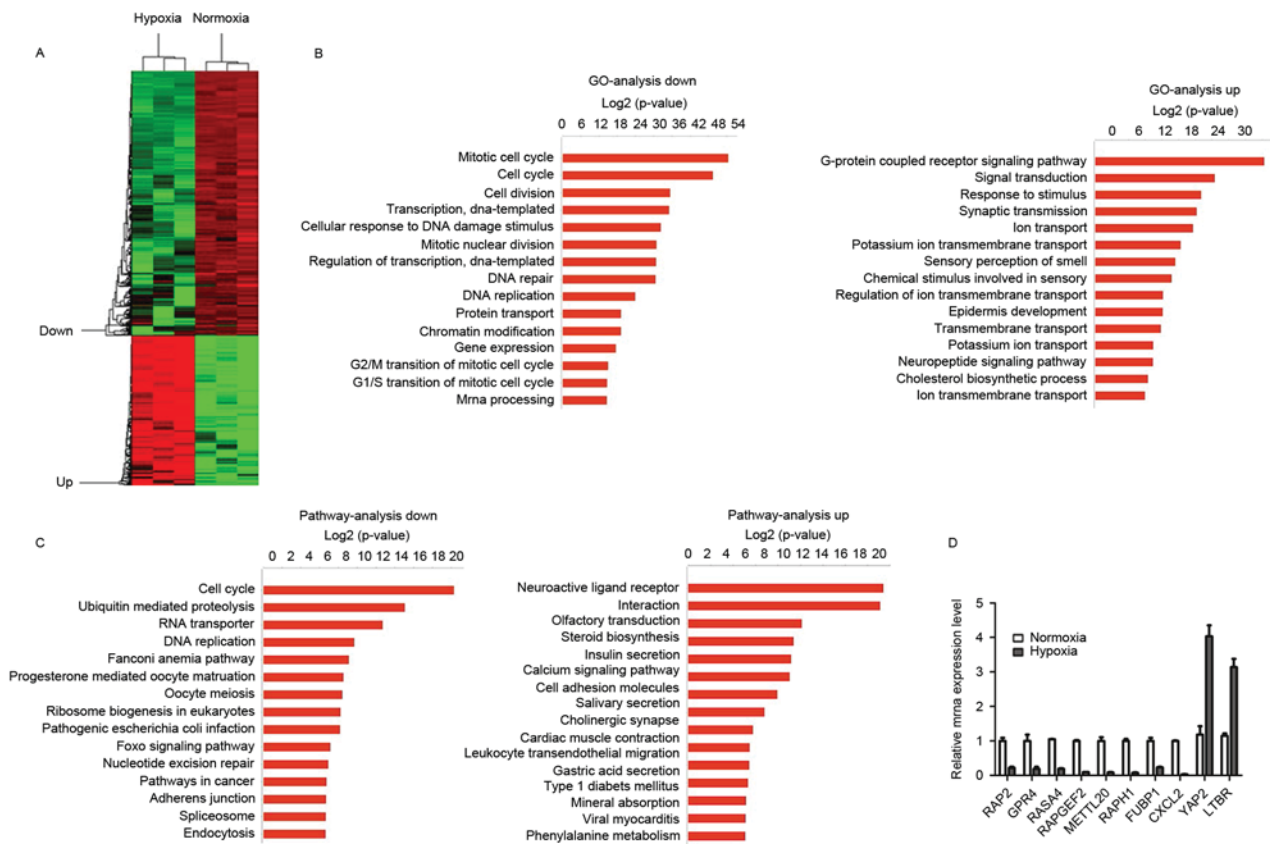 Hypoxia Normoxia
A
Down
Up
B
GO-analysis down
Log2 (p-value)
0 6 12 18 24 30 36 42 48 54
Mitotic cell cycle
Cell cycle
Cell division
Transcription, dna-templated
Cellular response to DNA damage stimulus
Mitotic nuclear division
Regulation of transcription, dna-templated
DNA repair
DNA replication
Protein transport
Chromatin modification
Gene expression
G2/M transition of mitotic cell cycle
G1/S transition of mitotic cell cycle
Mrna processing
GO-analysis up
Log2 (p-value)
0 6 12 18 24 30
G-protein coupled receptor signaling pathway
Signal transduction
Response to stimulus
Synaptic transmission
Ion transport
Potassium ion transmembrane transport
Sensory perception of smell
Chemical stimulus involved in sensory
Regulation of ion transmembrane transport
Epidermis development
Transmembrane transport
Potassium ion transport
Neuropeptide signaling pathway
Cholesterol biosynthetic process
Ion transmembrane transport
C
Pathway-analysis down
Log2 (p-value)
0 2 4 6 8 10 12 14 16 18 20
Cell cycle
Ubiquitin mediated proteolysis
RNA transporter
DNA replication
Fanconi anemia pathway
Progesterone mediated oocyte matruation
Oocyte meiosis
Ribosome biogenesis in eukaryotes
Pathogenic escherichia coli infaction
Foxo signaling pathway
Nucleotide excision repair
Pathways in cancer
Adherens junction
Spliceosome
Endocytosis
Pathway-analysis up
Log2 (p-value)
0 2 4 6 8 10 12 14 16 18 20
Neuroactive ligand receptor
Interaction
Olfactory transduction
Steroid biosynthesis
Insulin secretion
Calcium signaling pathway
Cell adhesion molecules
Salivary secretion
Cholinergic synapse
Cardiac muscle contraction
Leukocyte transendothelial migration
Gastric acid secretion
Type 1 diabets mellitus
Mineral absorption
Viral myocarditis
Phenylalanine metabolism
D
Relative mrna expression level
5
4
3
2
1
0
Normoxia
Hypoxia
RAP2
GPR4
RASA4
RAPGEF2
METTL20
RAPH1
FUBP1
CXCL2
YAP2
LTBR